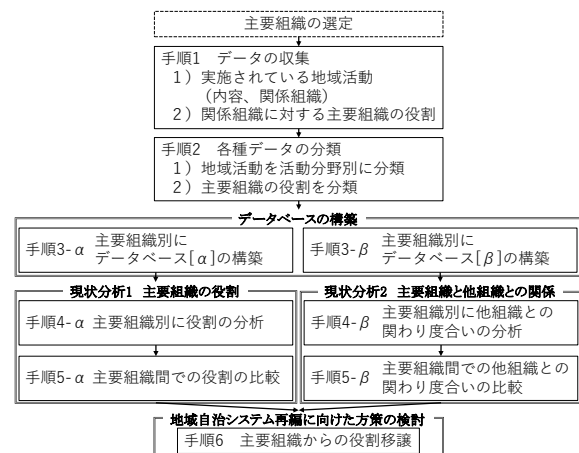 主要組織の選定
手順1 データの収集
1）実施されている地域活動
（内容、関係組織）
2）関係組織に対する主要組織の役割
手順2 各種データの分類
1）地域活動を活動分野別に分類
2）主要組織の役割を分類
データベースの構築
手順3-α 主要組織別に
データベース[α]の構築
手順3-β 主要組織別に
データベース[β]の構築
現状分析1 主要組織の役割
手順4-α 主要組織別に役割の分析
手順5-α 主要組織間での役割の比較
現状分析2 主要組織と他組織との関係
手順4-β 主要組織別に他組織との
関わり度合いの分析
手順5-β 主要組織間での他組織との
関わり度合いの比較
地域自治システム再編に向けた方策の検討
手順6 主要組織からの役割移譲